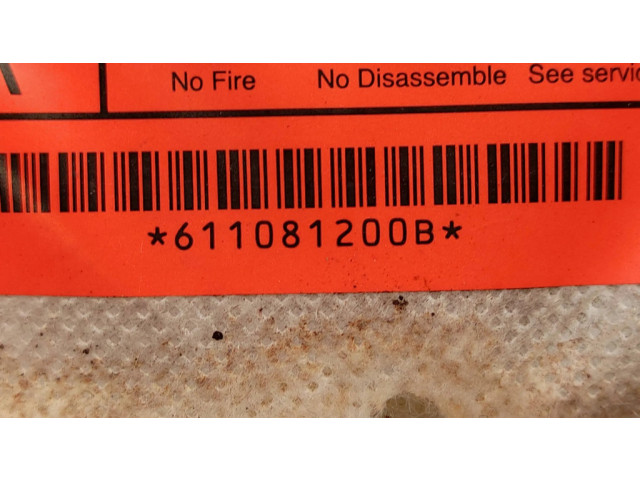 No Fire No Disassemble See servic
*611081200B*